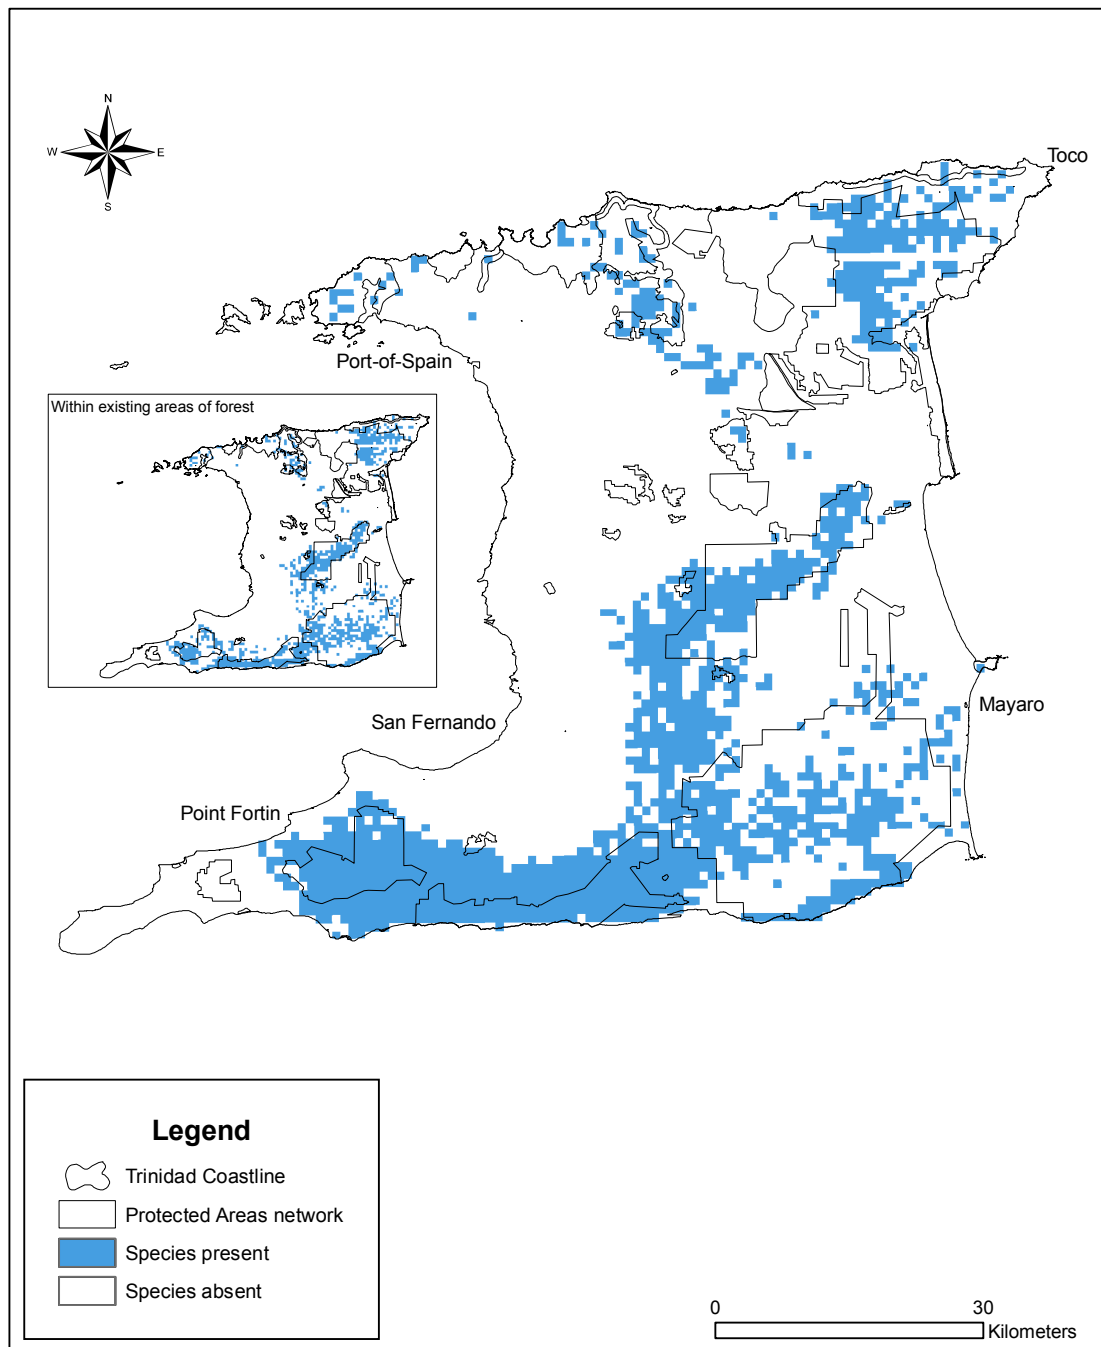 N
W E
S
Toco
Port-of-Spain
Within existing areas of forest
San Fernando
Mayaro
Point Fortin
Legend
Trinidad Coastline
Protected Areas network
Species present
Species absent
0 30
Kilometers